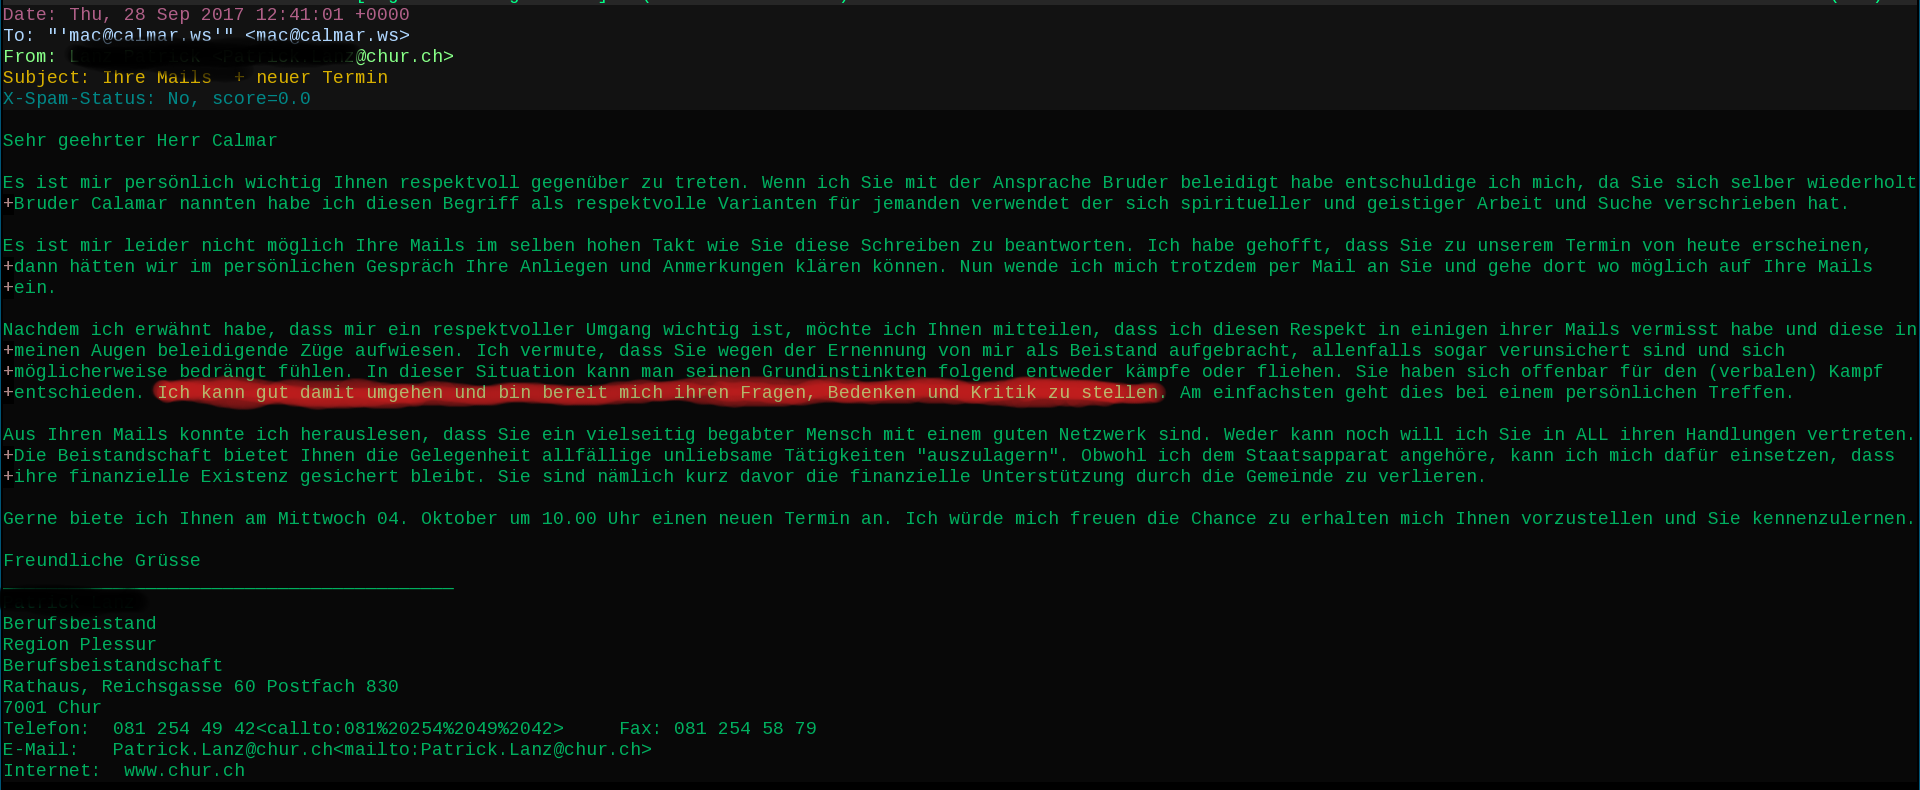 Date: Thu, 28 Sep 2017 12:41:01 +0000
To: "'mac@calmar.ws'" <mac@calmar.ws>
From: @chur.ch>
Subject: Ihre Mails + neuer Termin
X-Spam-Status: No, score=0.0
Sehr geehrter Herr Calmar
Es ist mir persönlich wichtig Ihnen respektvoll gegenüber zu treten. Wenn ich Sie mit der Ansprache Bruder beleidigt habe entschuldige ich mich, da Sie sich selber wiederholt
+Bruder Calamar nannten habe ich diesen Begriff als respektvolle Varianten für jemanden verwendet der sich spiritueller und geistiger Arbeit und Suche verschrieben hat.
Es ist mir leider nicht möglich Ihre Mails im selben hohen Takt wie Sie diese Schreiben zu beantworten. Ich habe gehofft, dass Sie zu unserem Termin von heute erscheinen,
+dann hätten wir im persönlichen Gespräch Ihre Anliegen und Anmerkungen klären können. Nun wende ich mich trotzdem per Mail an Sie und gehe dort wo möglich auf Ihre Mails
+ein.
Nachdem ich erwähnt habe, dass mir ein respektvoller Umgang wichtig ist, möchte ich Ihnen mitteilen, dass ich diesen Respekt in einigen ihrer Mails vermisst habe und diese in
+meinen Augen beleidigende Züge aufwiesen. Ich vermute, dass Sie wegen der Ernennung von mir als Beistand aufgebracht, allenfalls sogar verunsichert sind und sich
+möglicherweise bedrängt fühlen. In dieser Situation kann man seinen Grundinstinkten folgend entweder kämpfe oder fliehen. Sie haben sich offenbar für den (verbalen) Kampf
+entschieden. Ich kann gut damit umgehen und bin bereit mich ihren Fragen, Bedenken und Kritik zu stellen. Am einfachsten geht dies bei einem persönlichen Treffen.
Aus Ihren Mails konnte ich herauslesen, dass Sie ein vielseitig begabter Mensch mit einem guten Netzwerk sind. Weder kann noch will ich Sie in ALL ihren Handlungen vertreten.
+Die Beistandschaft bietet Ihnen die Gelegenheit allfällige unliebsame Tätigkeiten "auszulagern". Obwohl ich dem Staatsapparat angehöre, kann ich mich dafür einsetzen, dass
+ihre finanzielle Existenz gesichert bleibt. Sie sind nämlich kurz davor die finanzielle Unterstützung durch die Gemeinde zu verlieren.
Gerne biete ich Ihnen am Mittwoch 04. Oktober um 10.00 Uhr einen neuen Termin an. Ich würde mich freuen die Chance zu erhalten mich Ihnen vorzustellen und Sie kennenzulernen.
Freundliche Grüsse
_________________________________________
Berufsbeistand
Region Plessur
Berufsbeistandschaft
Rathaus, Reichsgasse 60 Postfach 830
7001 Chur
Telefon:  081 254 49 42<callto:081%20254%2049%2042>     Fax: 081 254 58 79
E-Mail:   Patrick.Lanz@chur.ch<mailto:Patrick.Lanz@chur.ch>
Internet:  www.chur.ch